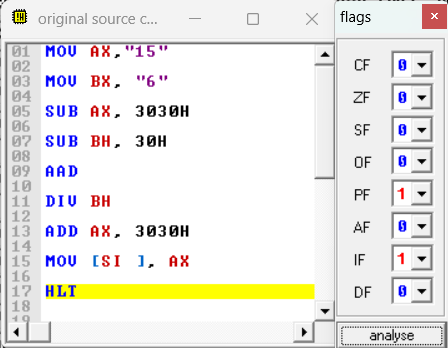 original source c...
flags
01 MOV AX,"15"
02
03 MOV BX, "6"
04
05 SUB AX, 3030H
06
07 SUB BH, 30H
08
09 AAD
10
11 DIV BH
12
13 ADD AX, 3030H
14
15 MOV [SI ], AX
16
17 HLT
18
19
CF 0
ZF 0
SF 0
OF 0
PF 1
AF 0
IF 1
DF 0
analyse